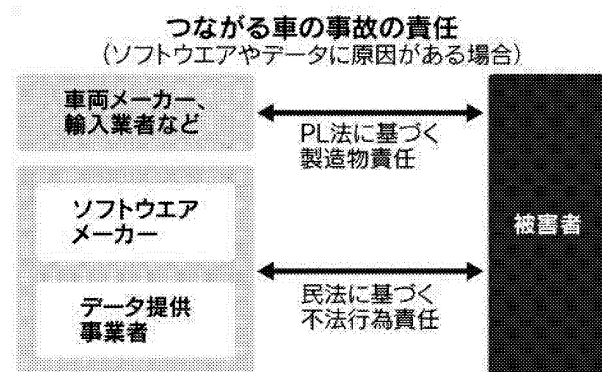 つながる車の事故の責任
（ソフトウエアやデータに原因がある場合）
車両メーカー、
輸入業者など
PL法に基づく
製造物責任
ソフトウエア
メーカー
被害者
データ提供
事業者
民法に基づく
不法行為責任